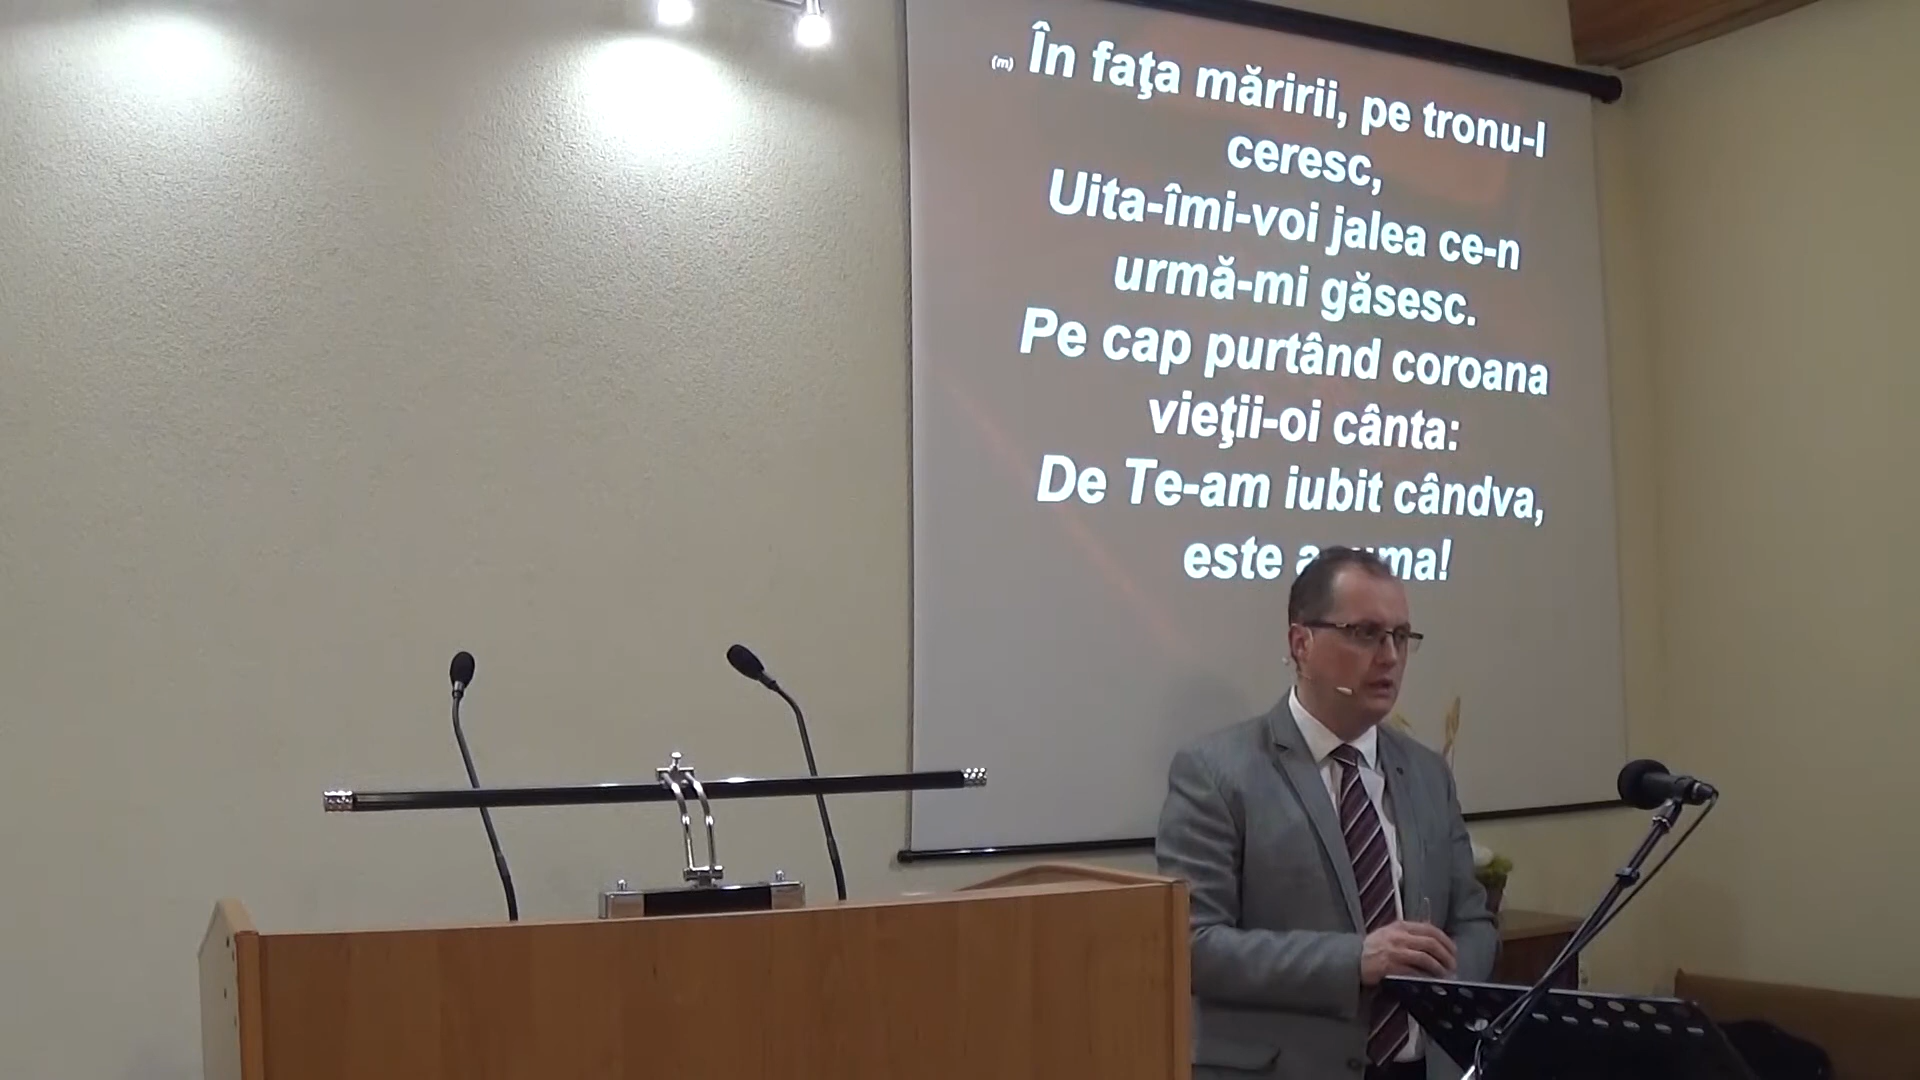 (m) În faţa măririi, pe tronu-l
ceresc,
Uita-îmi-voi jalea ce-n
urmă-mi găsesc.
Pe cap purtând coroana
vieţii-oi cânta:
De Te-am iubit cândva,
este